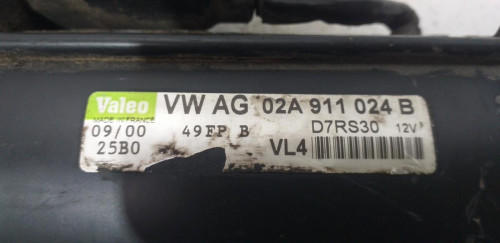 Valeo VW AG 02A 911 024 B
MADE IN FRANCE
09/00 49FP B D7RS30 12V
25B0 VL4